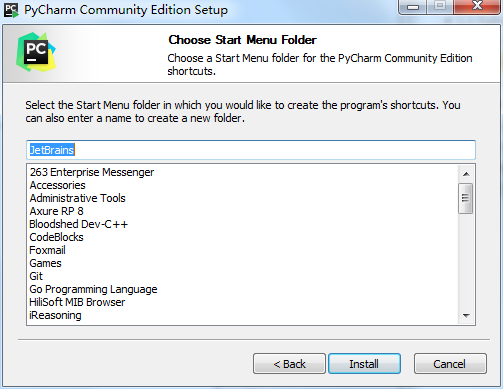 PyCharm Community Edition Setup
PC
PC
Choose Start Menu Folder
Choose a Start Menu folder for the PyCharm Community Edition
shortcuts.
Select the Start Menu folder in which you would like to create the program's shortcuts. You
can also enter a name to create a new folder.
JetBrains
263 Enterprise Messenger
Accessories
Administrative Tools
Axure RP 8
Bloodshed Dev-C++
CodeBlocks
Foxmail
Games
Git
Go Programming Language
HiliSoft MIB Browser
iReasoning
< Back
Install
Cancel